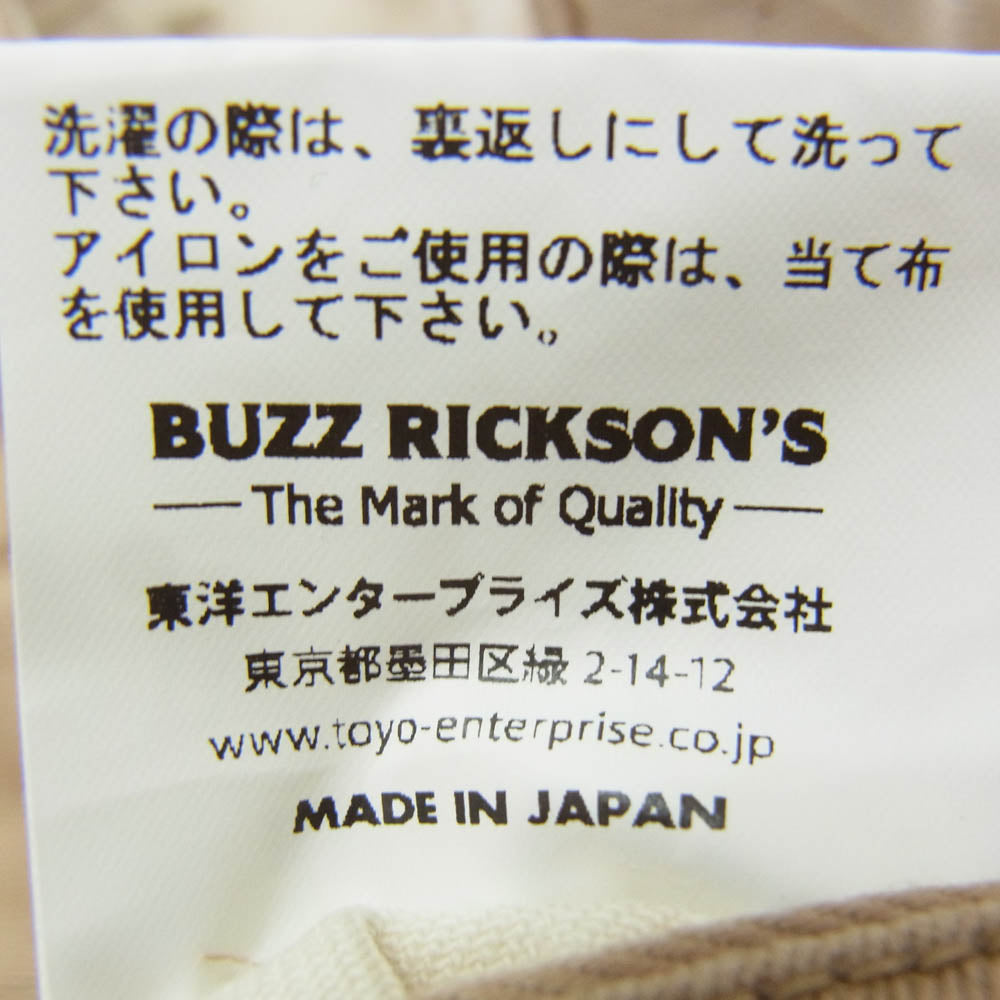 洗濯の際は、裏返しにして洗って
下さい。
アイロンをご使用の際は、当て布
を使用して下さい。
BUZZ RICKSON'S
The Mark of Quality
東洋エンタープライズ株式会社
東京都墨田区緑 2-14-12
www.toyo-enterprise.co.jp
MADE IN JAPAN